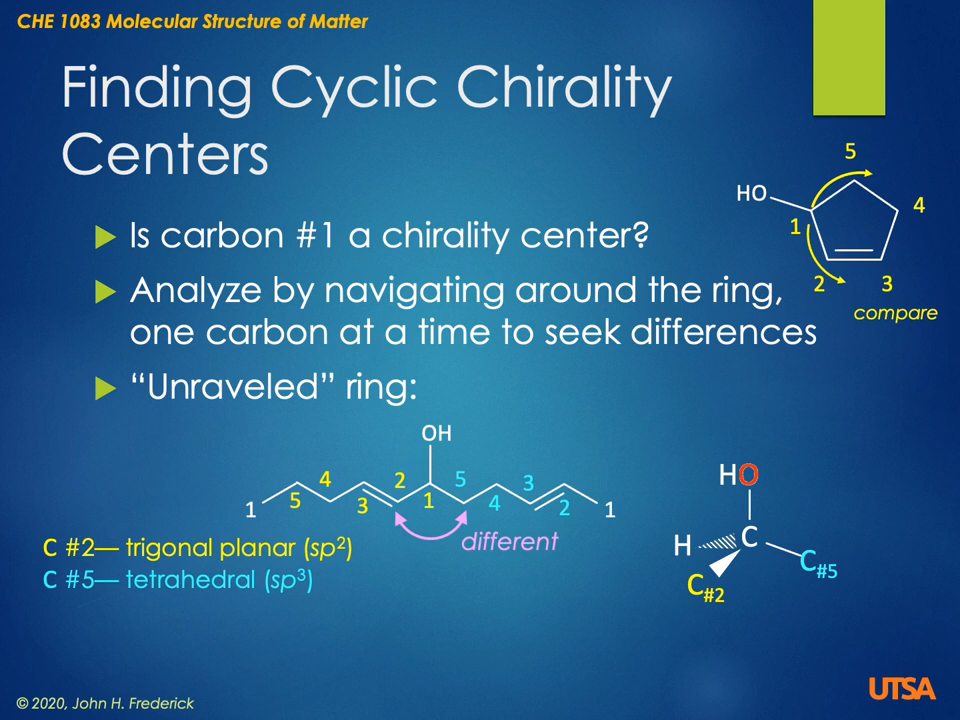 CHE 1083 Molecular Structure of Matter
Finding Cyclic Chirality
Centers
5
HO
4
1
2
3
compare
Is carbon #1 a chirality center?
Analyze by navigating around the ring,
one carbon at a time to seek differences
“Unraveled” ring:
OH
1 5 4 3 2 1 5 4 3 2 1
different
C #2— trigonal planar (sp²)
C #5— tetrahedral (sp³)
HO
H C
C#5
C#2
© 2020, John H. Frederick
UTSA